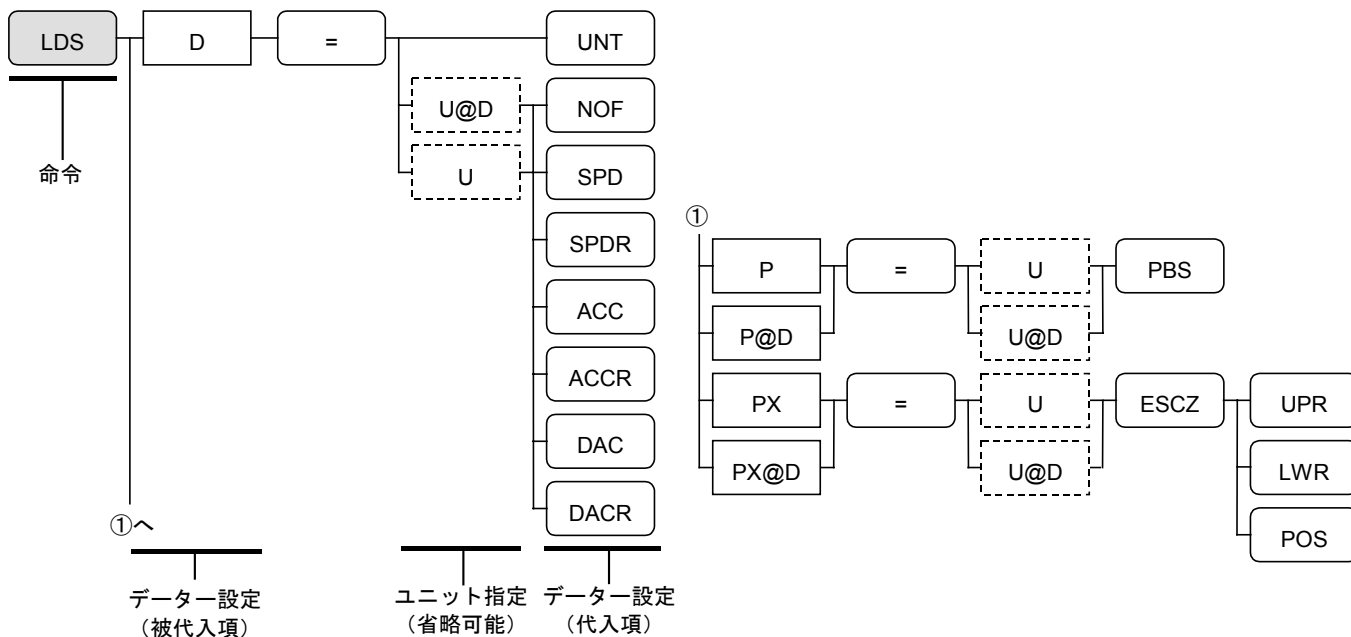 LDS D = UNT
U@D NOF
U SPD
命令
SPDR
ACC
ACCR
DAC
DACR
①へ
データー設定
（被代入項）
ユニット指定
（省略可能）
データー設定
（代入項）
①
P = U PBS
P@D U@D
PX = U ESCZ UPR
PX@D U@D LWR
POS